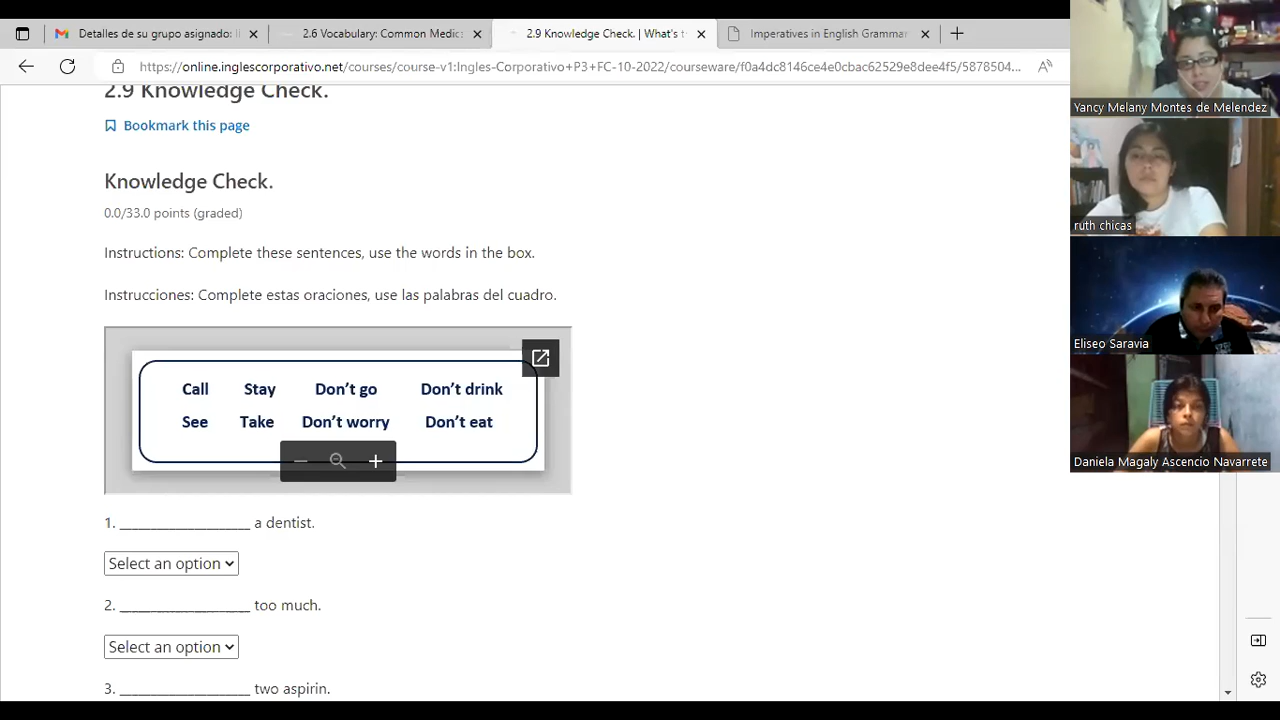 Detalles de su grupo asignado: I
2.6 Vocabulary: Common Medic
2.9 Knowledge Check. | What's t
Imperatives in English Grammar
https://online.inglescorporativo.net/courses/course-v1:Ingles-Corporativo+P3+FC-10-2022/courseware/f0a4dc8146ce4e0cbac62529e8dee4f5/5878504...
2.9 Knowledge Check.
Bookmark this page
Knowledge Check.
0.0/33.0 points (graded)
Instructions: Complete these sentences, use the words in the box.
Instrucciones: Complete estas oraciones, use las palabras del cuadro.
Call Stay Don't go Don't drink
See Take Don't worry Don't eat
1. ____________________ a dentist.
Select an option
2. ____________________ too much.
Select an option
3. ____________________ two aspirin.
Yancy Melany Montes de Melendez
ruth chicas
Eliseo Saravia
Daniela Magaly Ascencio Navarrete